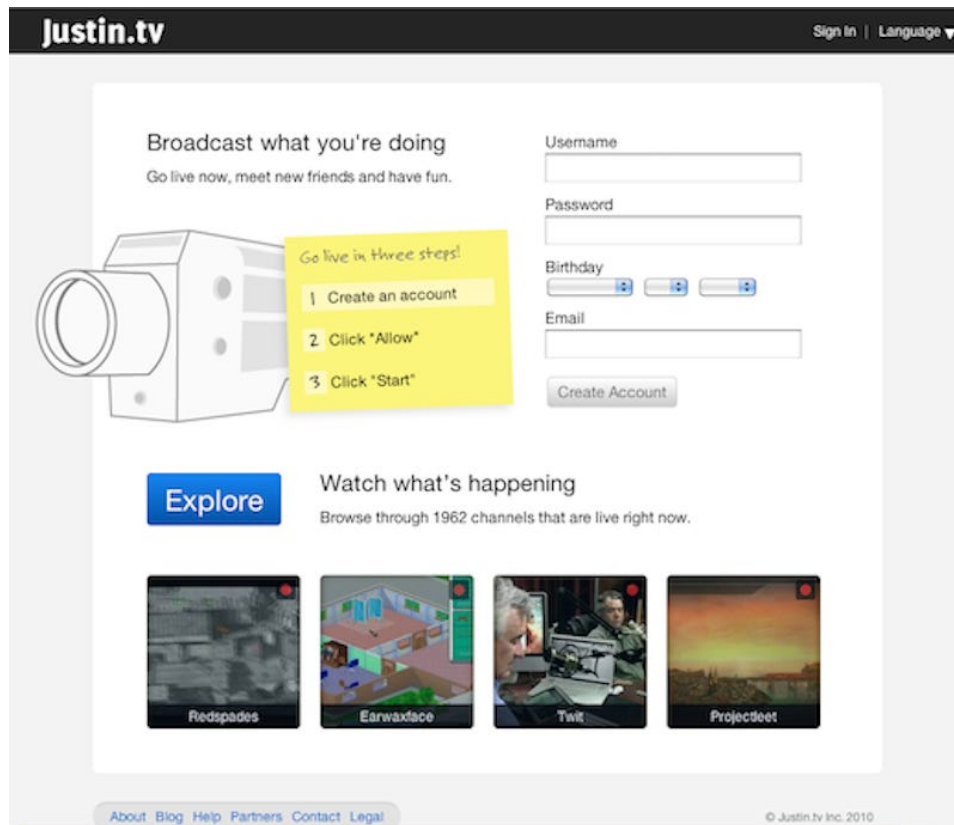 Justin.tv
Sign In | Language
Broadcast what you're doing
Go live now, meet new friends and have fun.
Go live in three steps!
1 Create an account
2 Click "Allow"
3 Click "Start"
Username
Password
Birthday
Email
Create Account
Explore
Watch what's happening
Browse through 1962 channels that are live right now.
Redspades
Earwaxface
Twit
Projectleet
About Blog Help Partners Contact Legal
© Justin.tv Inc. 2010